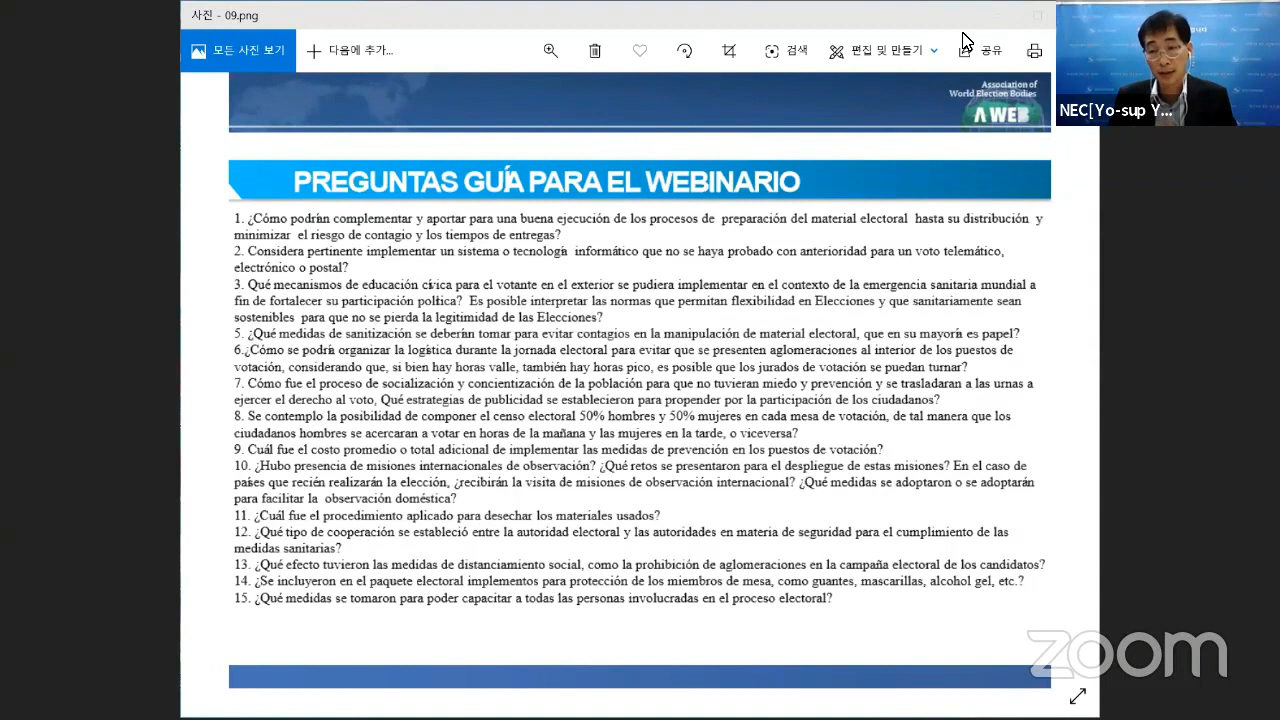 사진 - 09.png
모든 사진 보기
다음에 추가...
검색
편집 및 만들기
공유
Association of
World Election Bodies
A WEB
NEC[Yo-sup Y...
PREGUNTAS GUÍA PARA EL WEBINARIO
1. ¿Cómo podrían complementar y aportar para una buena ejecución de los procesos de preparación del material electoral hasta su distribución y
minimizar el riesgo de contagio y los tiempos de entregas?
2. Considera pertinente implementar un sistema o tecnología informático que no se haya probado con anterioridad para un voto telemático,
electrónico o postal?
3. Qué mecanismos de educación cívica para el votante en el exterior se pudiera implementar en el contexto de la emergencia sanitaria mundial a
fin de fortalecer su participación política? Es posible interpretar las normas que permitan flexibilidad en Elecciones y que sanitariamente sean
sostenibles para que no se pierda la legitimidad de las Elecciones?
5. ¿Qué medidas de sanitización se deberían tomar para evitar contagios en la manipulación de material electoral, que en su mayoría es papel?
6.¿Cómo se podría organizar la logística durante la jornada electoral para evitar que se presenten aglomeraciones al interior de los puestos de
votación, considerando que, si bien hay horas valle, también hay horas pico, es posible que los jurados de votación se puedan turnar?
7. Cómo fue el proceso de socialización y concientización de la población para que no tuvieran miedo y prevención y se trasladaran a las urnas a
ejercer el derecho al voto, Qué estrategias de publicidad se establecieron para propender por la participación de los ciudadanos?
8. Se contemplo la posibilidad de componer el censo electoral 50% hombres y 50% mujeres en cada mesa de votación, de tal manera que los
ciudadanos hombres se acercaran a votar en horas de la mañana y las mujeres en la tarde, o viceversa?
9. Cuál fue el costo promedio o total adicional de implementar las medidas de prevención en los puestos de votación?
10. ¿Hubo presencia de misiones internacionales de observación? ¿Qué retos se presentaron para el despliegue de estas misiones? En el caso de
países que recién realizarán la elección, ¿recibirán la visita de misiones de observación internacional? ¿Qué medidas se adoptaron o se adoptarán
para facilitar la observación doméstica?
11. ¿Cuál fue el procedimiento aplicado para desechar los materiales usados?
12. ¿Qué tipo de cooperación se estableció entre la autoridad electoral y las autoridades en materia de seguridad para el cumplimiento de las
medidas sanitarias?
13. ¿Qué efecto tuvieron las medidas de distanciamiento social, como la prohibición de aglomeraciones en la campaña electoral de los candidatos?
14. ¿Se incluyeron en el paquete electoral implementos para protección de los miembros de mesa, como guantes, mascarillas, alcohol gel, etc.?
15. ¿Qué medidas se tomaron para poder capacitar a todas las personas involucradas en el proceso electoral?
zoom